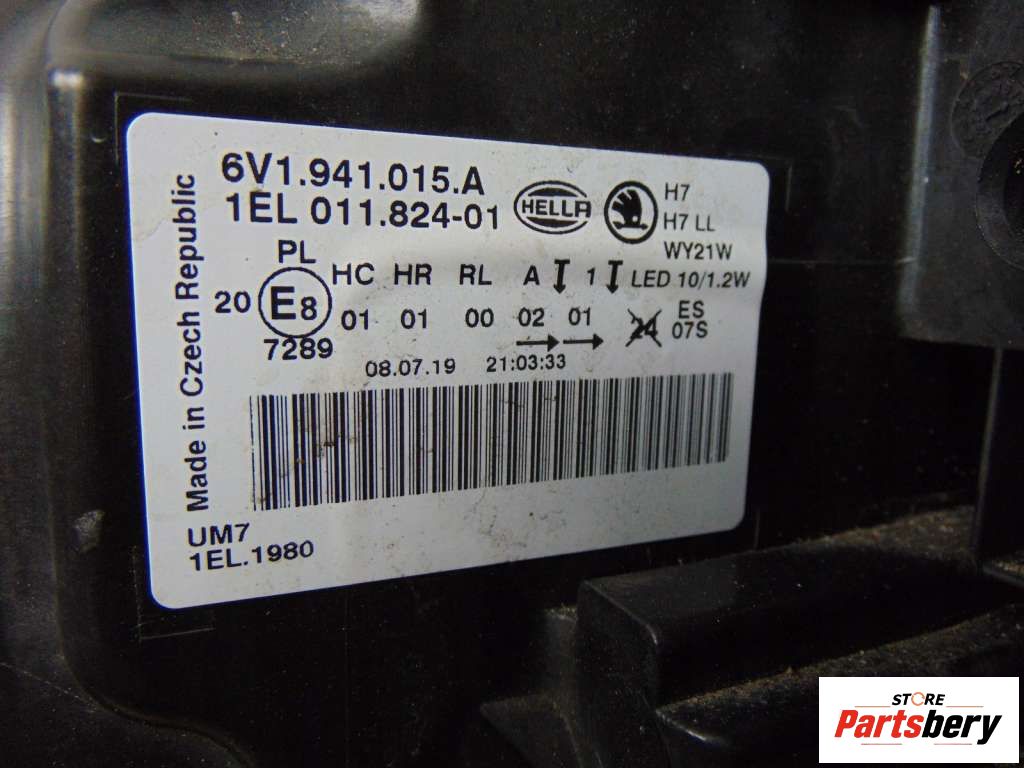 6V1.941.015.A
1EL 011.824-01
HELLA
H7
H7 LL
WY21W
LED 10/1.2W
PL
HC HR RL A 1
20 E8 01 01 00 02 01 24 ES
07S
7289
08.07.19 21:03:33
Made in Czech Republic
UM7
1EL.1980
STORE
Partsbery